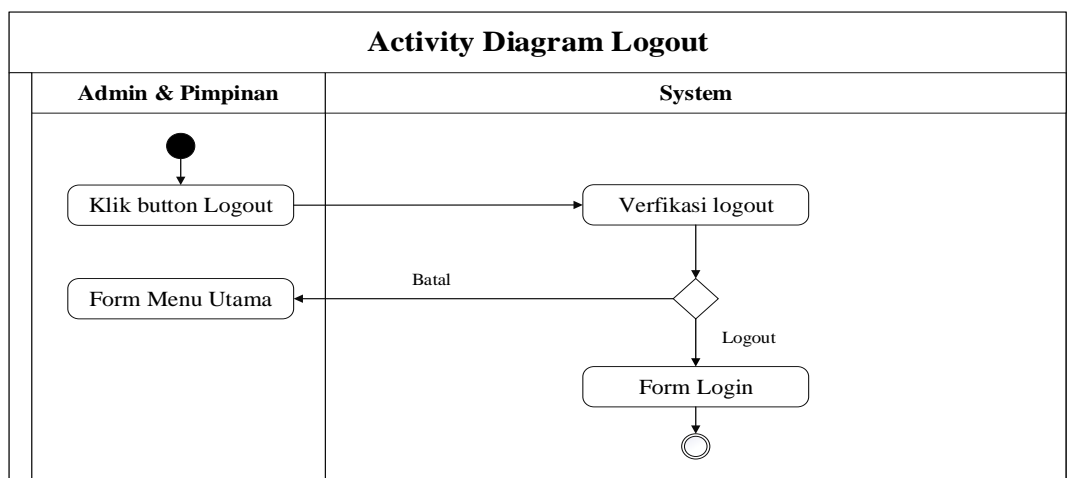 Activity Diagram Logout
Admin & Pimpinan
System
Klik button Logout
Verfikasi logout
Batal
Form Menu Utama
Logout
Form Login